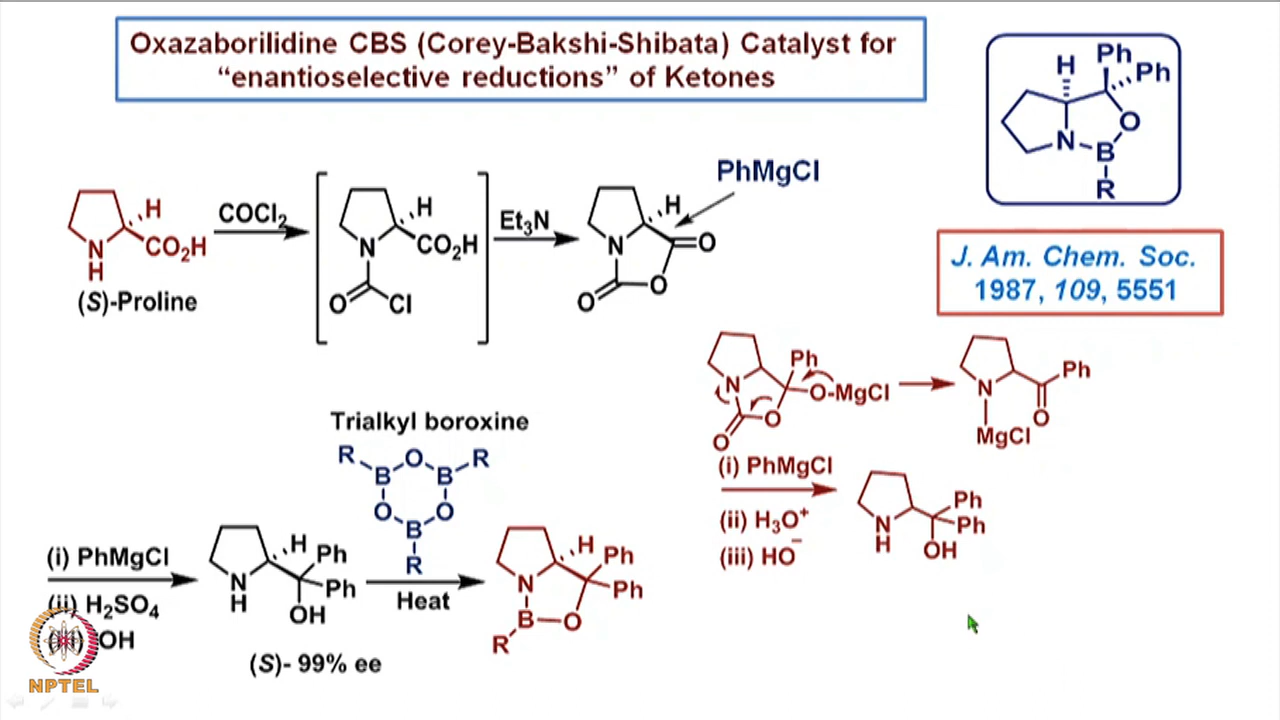 Oxazaborilidine CBS (Corey-Bakshi-Shibata) Catalyst for
“enantioselective reductions” of Ketones
H
Ph
Ph
N
B
O
R
J. Am. Chem. Soc.
1987, 109, 5551
H
N
H
CO₂H
(S)-Proline
COCl₂
H
N
CO₂H
O
Cl
Et₃N
H
N
O
O
O
PhMgCl
Ph
N
O-MgCl
O
O
Ph
N
O
MgCl
(i) PhMgCl
(ii) H₃O⁺
(iii) HO⁻
N
H
Ph
Ph
OH
(i) PhMgCl
(ii) H₂SO₄
OH
H
Ph
N
H
Ph
OH
(S)- 99% ee
Trialkyl boroxine
R
O
R
B
B
O
O
B
R
Heat
H
Ph
N
Ph
B
O
R
NPTEL